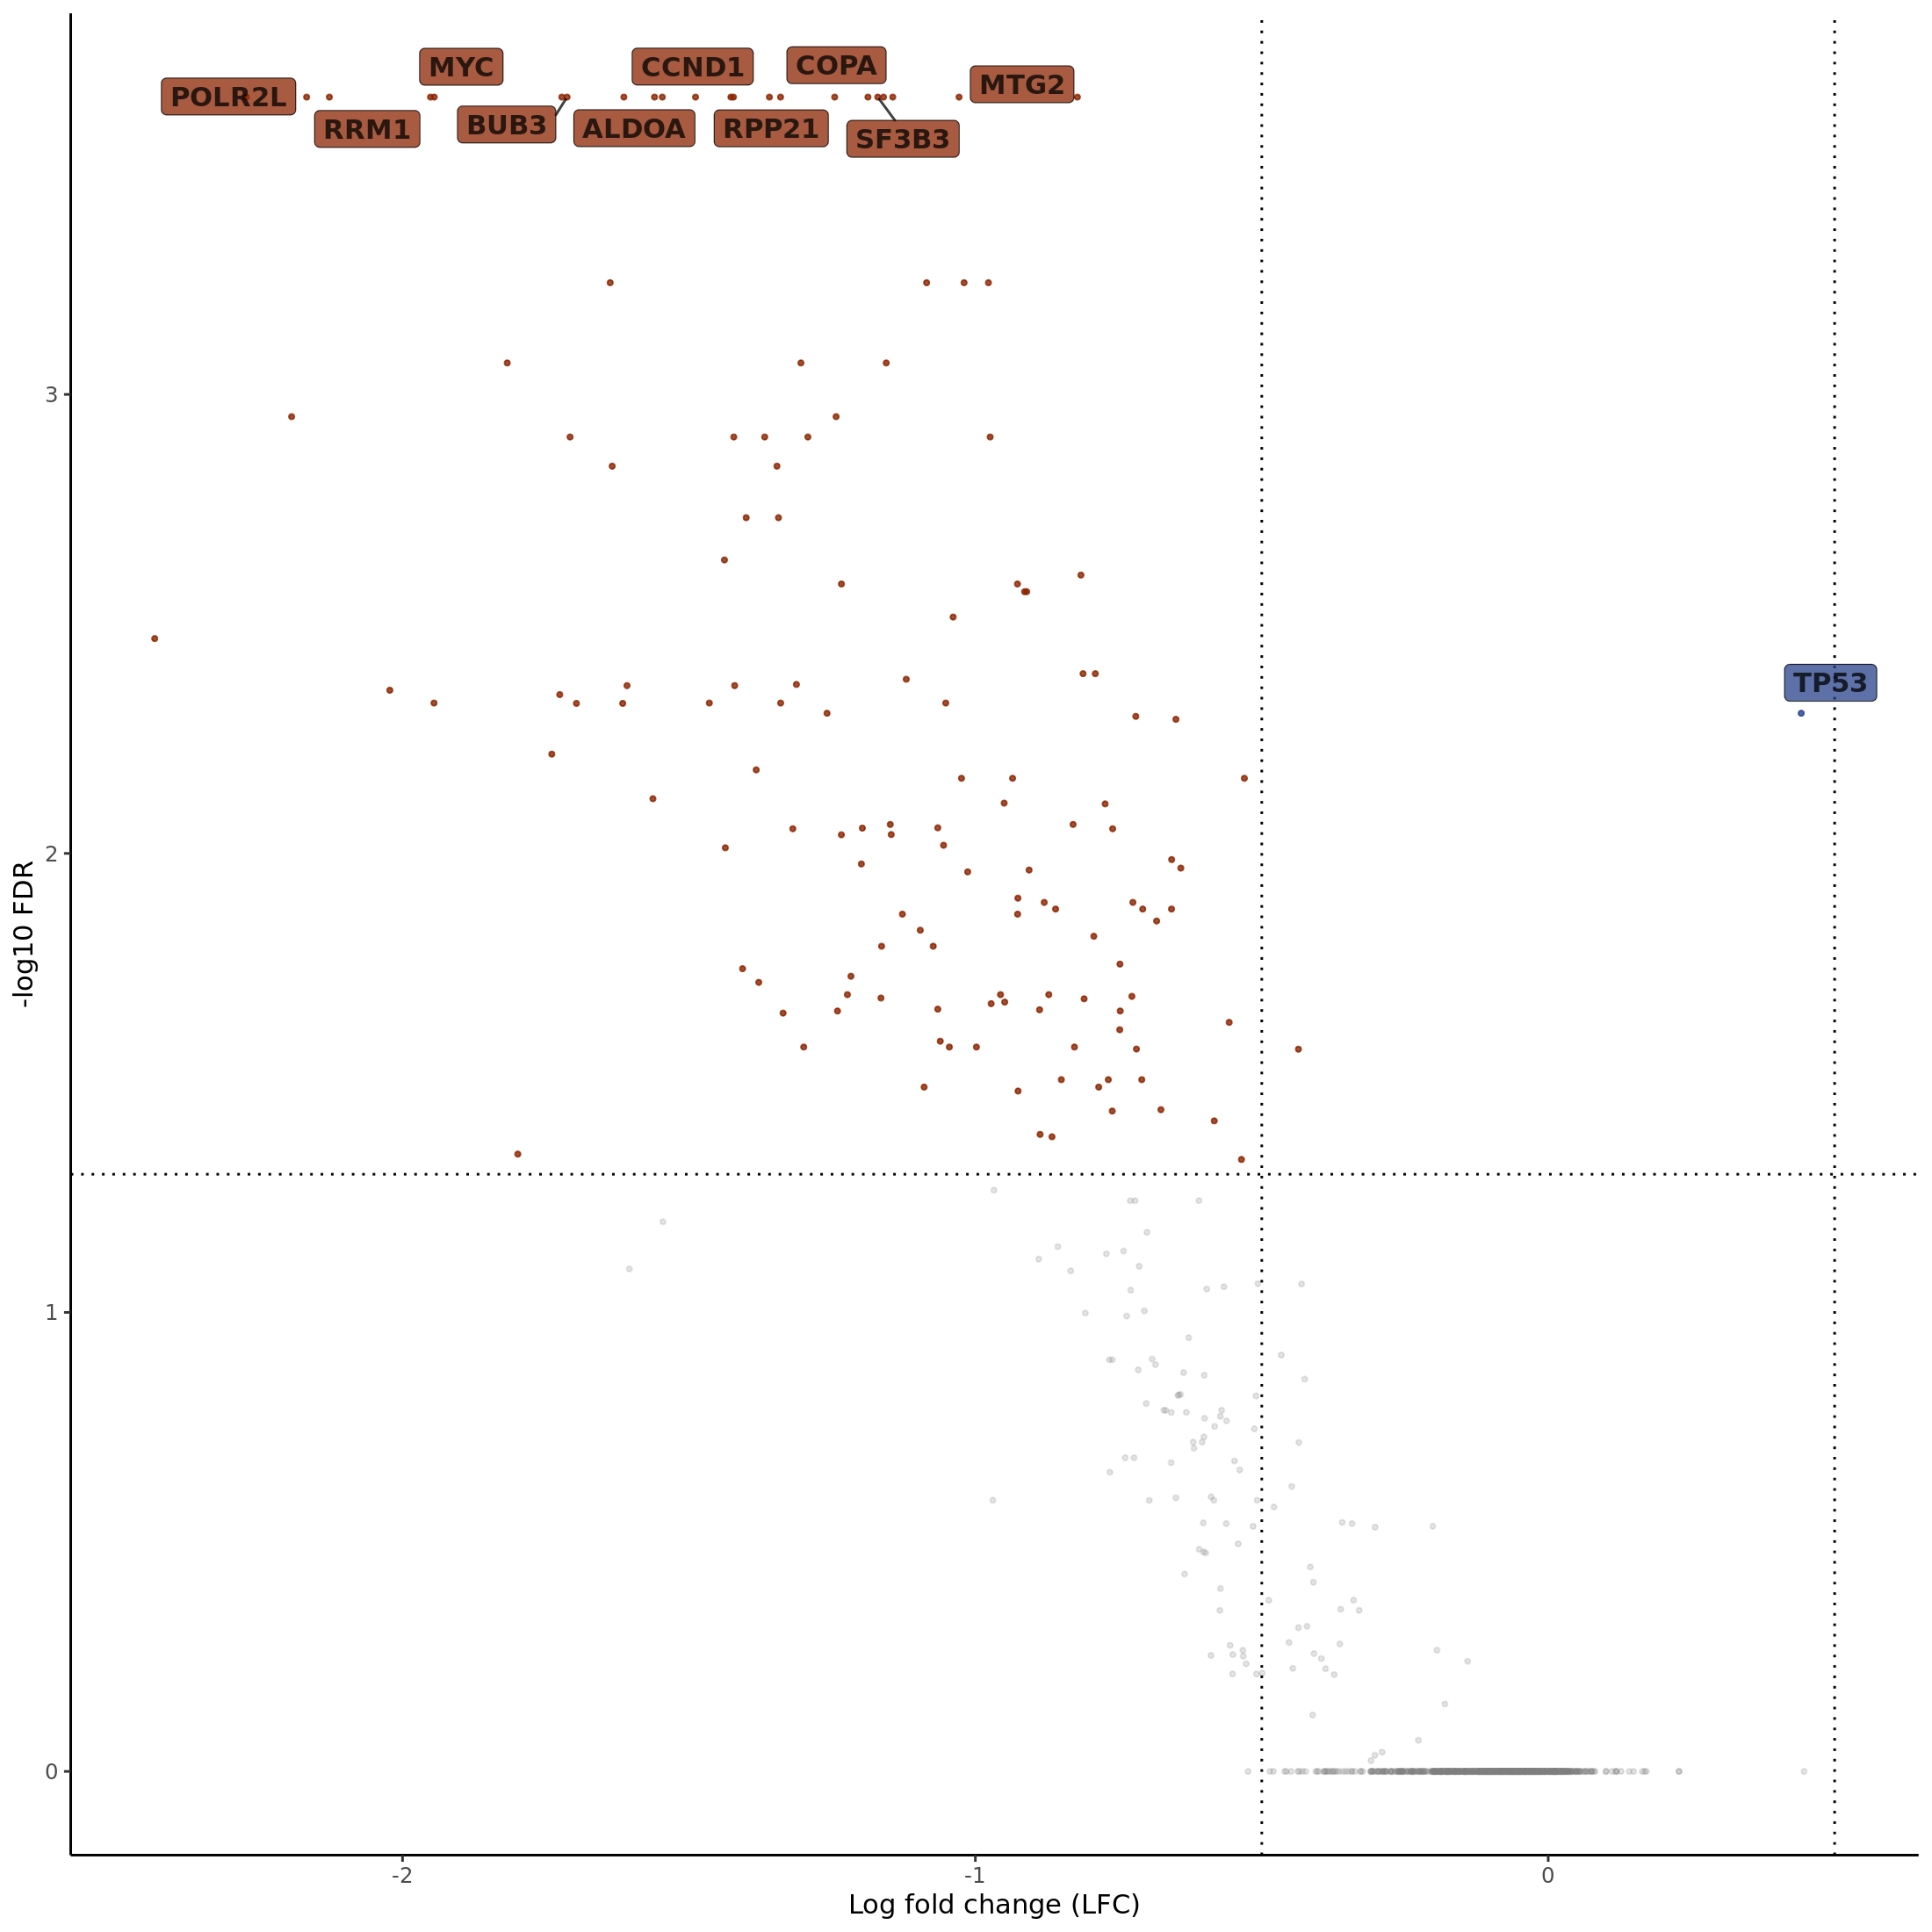 MYC
CCND1
COPA
MTG2
POLR2L
RRM1
BUB3
ALDOA
RPP21
SF3B3
3
TP53
2
-log10 FDR
1
0
-2
-1
0
Log fold change (LFC)